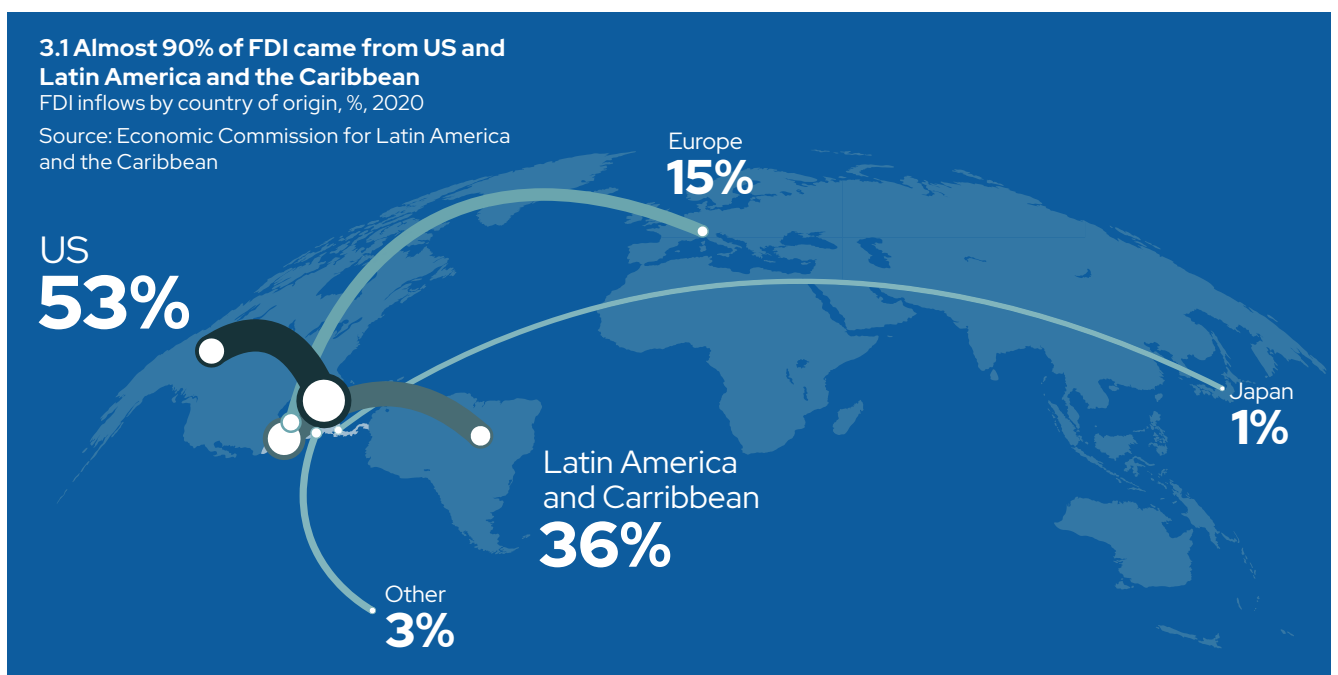 3.1 Almost 90% of FDI came from US and
Latin America and the Caribbean
FDI inflows by country of origin, %, 2020
Source: Economic Commission for Latin America
and the Caribbean
Europe
15%
US
53%
Japan
1%
Latin America
and Carribbean
36%
Other
3%